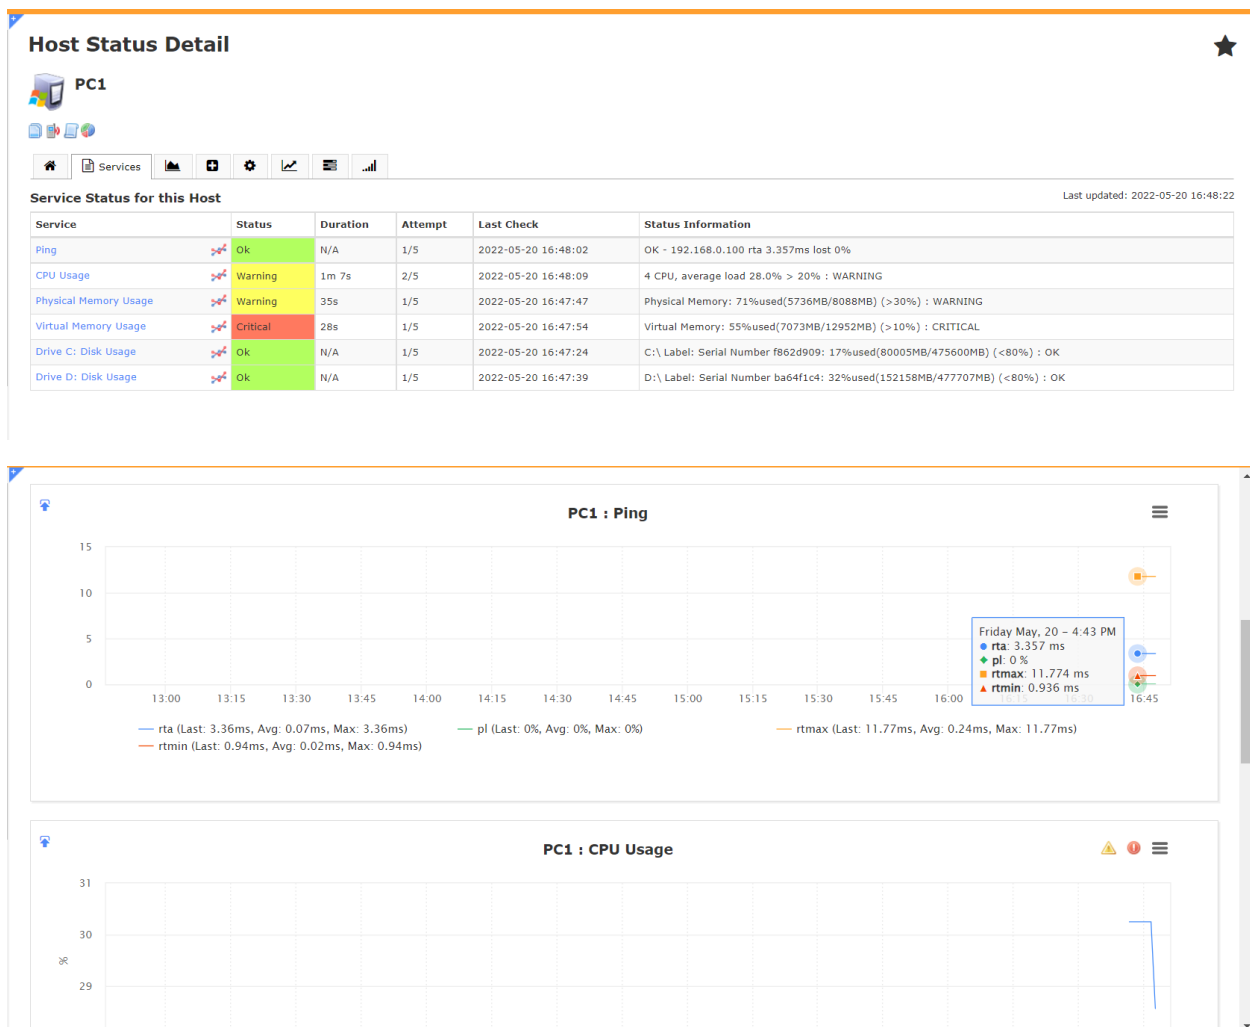 Host Status Detail
PC1
Services
Service Status for this Host
Last updated: 2022-05-20 16:48:22
Service Status Duration Attempt Last Check Status Information
Ping Ok N/A 1/5 2022-05-20 16:48:02 OK - 192.168.0.100 rta 3.357ms lost 0%
CPU Usage Warning 1m 7s 2/5 2022-05-20 16:48:09 4 CPU, average load 28.0% > 20% : WARNING
Physical Memory Usage Warning 35s 1/5 2022-05-20 16:47:47 Physical Memory: 71%used(5736MB/8088MB) (>30%) : WARNING
Virtual Memory Usage Critical 28s 1/5 2022-05-20 16:47:54 Virtual Memory: 55%used(7073MB/12952MB) (>10%) : CRITICAL
Drive C: Disk Usage Ok N/A 1/5 2022-05-20 16:47:24 C:\ Label: Serial Number f862d909: 17%used(80005MB/475600MB) (<80%) : OK
Drive D: Disk Usage Ok N/A 1/5 2022-05-20 16:47:39 D:\ Label: Serial Number ba64f1c4: 32%used(152158MB/477707MB) (<80%) : OK
PC1 : Ping
15
10
5
0
Friday May, 20 – 4:43 PM
rta: 3.357 ms
pl: 0 %
rtmax: 11.774 ms
rtmin: 0.936 ms
13:00 13:15 13:30 13:45 14:00 14:15 14:30 14:45 15:00 15:15 15:30 15:45 16:00 16:15 16:30 16:45
rta (Last: 3.36ms, Avg: 0.07ms, Max: 3.36ms) pl (Last: 0%, Avg: 0%, Max: 0%) rtmax (Last: 11.77ms, Avg: 0.24ms, Max: 11.77ms)
rtmin (Last: 0.94ms, Avg: 0.02ms, Max: 0.94ms)
PC1 : CPU Usage
31
30
%
29